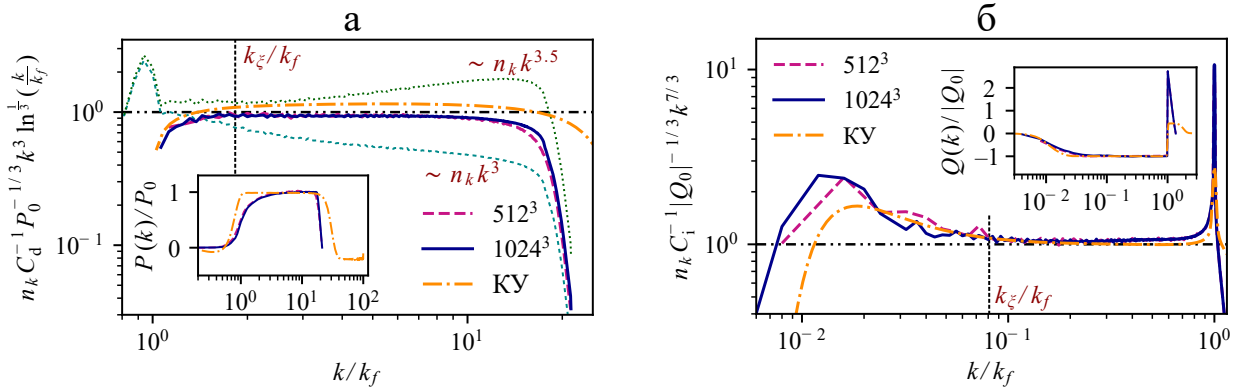 а
n_k C_d^{-1} P_0^{-1/3} k^3 ln^{1/3}(k/k_f)
10^0
10^{-1}
k_ξ/k_f
~ n_k k^{3.5}
~ n_k k^3
512^3
1024^3
КУ
P(k)/P_0
1
0
10^0 10^1 10^2
10^0 10^1
k/k_f
б
n_k C_i^{-1} |Q_0|^{-1/3} k^{7/3}
10^1
10^0
512^3
1024^3
КУ
Q(k)/|Q_0|
2
1
0
−1
10^{-2} 10^{-1} 10^0
k_ξ/k_f
10^{-2} 10^{-1} 10^0
k/k_f